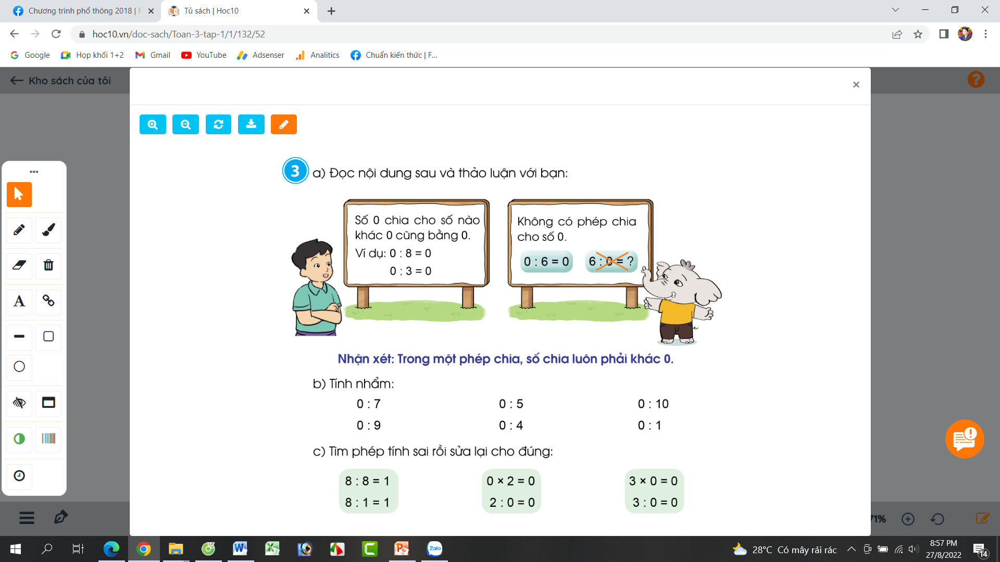 Chương trình phổ thông 2018 | F
Tủ sách | Hoc10
hoc10.vn/doc-sach/Toan-3-tap-1/1/132/52
Google
Họp khối 1+2
Gmail
YouTube
Adsenser
Analitics
Chuẩn kiến thức | F...
Kho sách của tôi
3 a) Đọc nội dung sau và thảo luận với bạn:
Số 0 chia cho số nào
khác 0 cũng bằng 0.
Ví dụ: 0 : 8 = 0
0 : 3 = 0
Không có phép chia
cho số 0.
0 : 6 = 0 6 : 0 = ?
Nhận xét: Trong một phép chia, số chia luôn phải khác 0.
b) Tính nhẩm:
0 : 7 0 : 5 0 : 10
0 : 9 0 : 4 0 : 1
c) Tìm phép tính sai rồi sửa lại cho đúng:
8 : 8 = 1 0 × 2 = 0 3 × 0 = 0
8 : 1 = 1 2 : 0 = 0 3 : 0 = 0
71%
28°C Có mây rải rác
8:57 PM
27/8/2022
14
Zalo